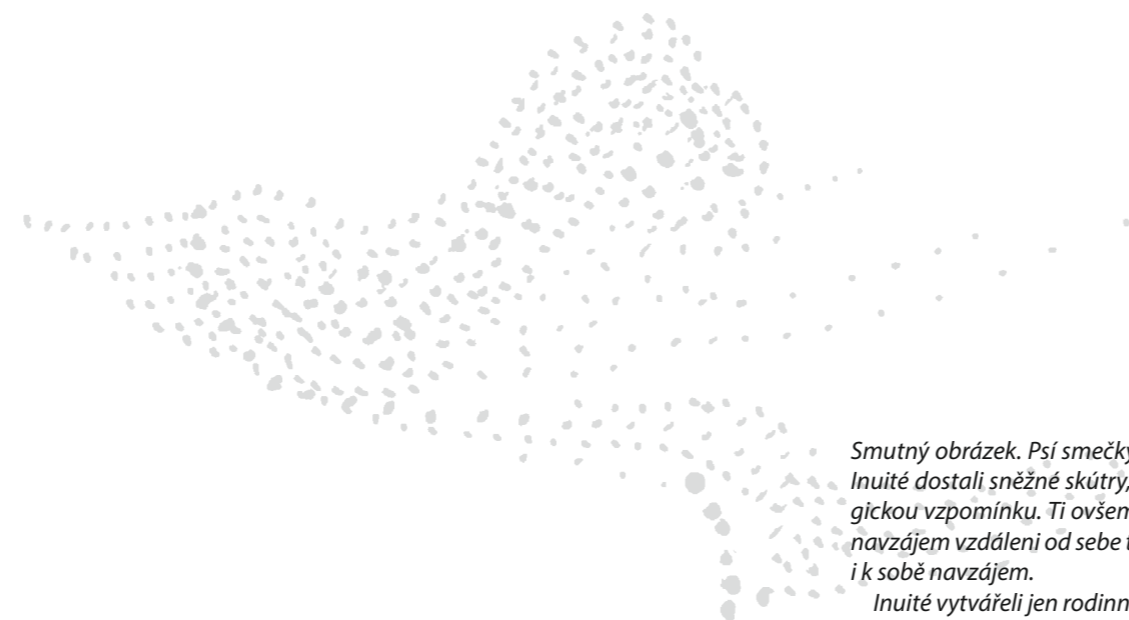 Smutný obrázek. Psí smečky
Inuité dostali sněžné skútry,
gickou vzpomínku. Ti ovšem
navzájem vzdáleni od sebe t
i k sobě navzájem.
Inuité vytvářeli jen rodinn